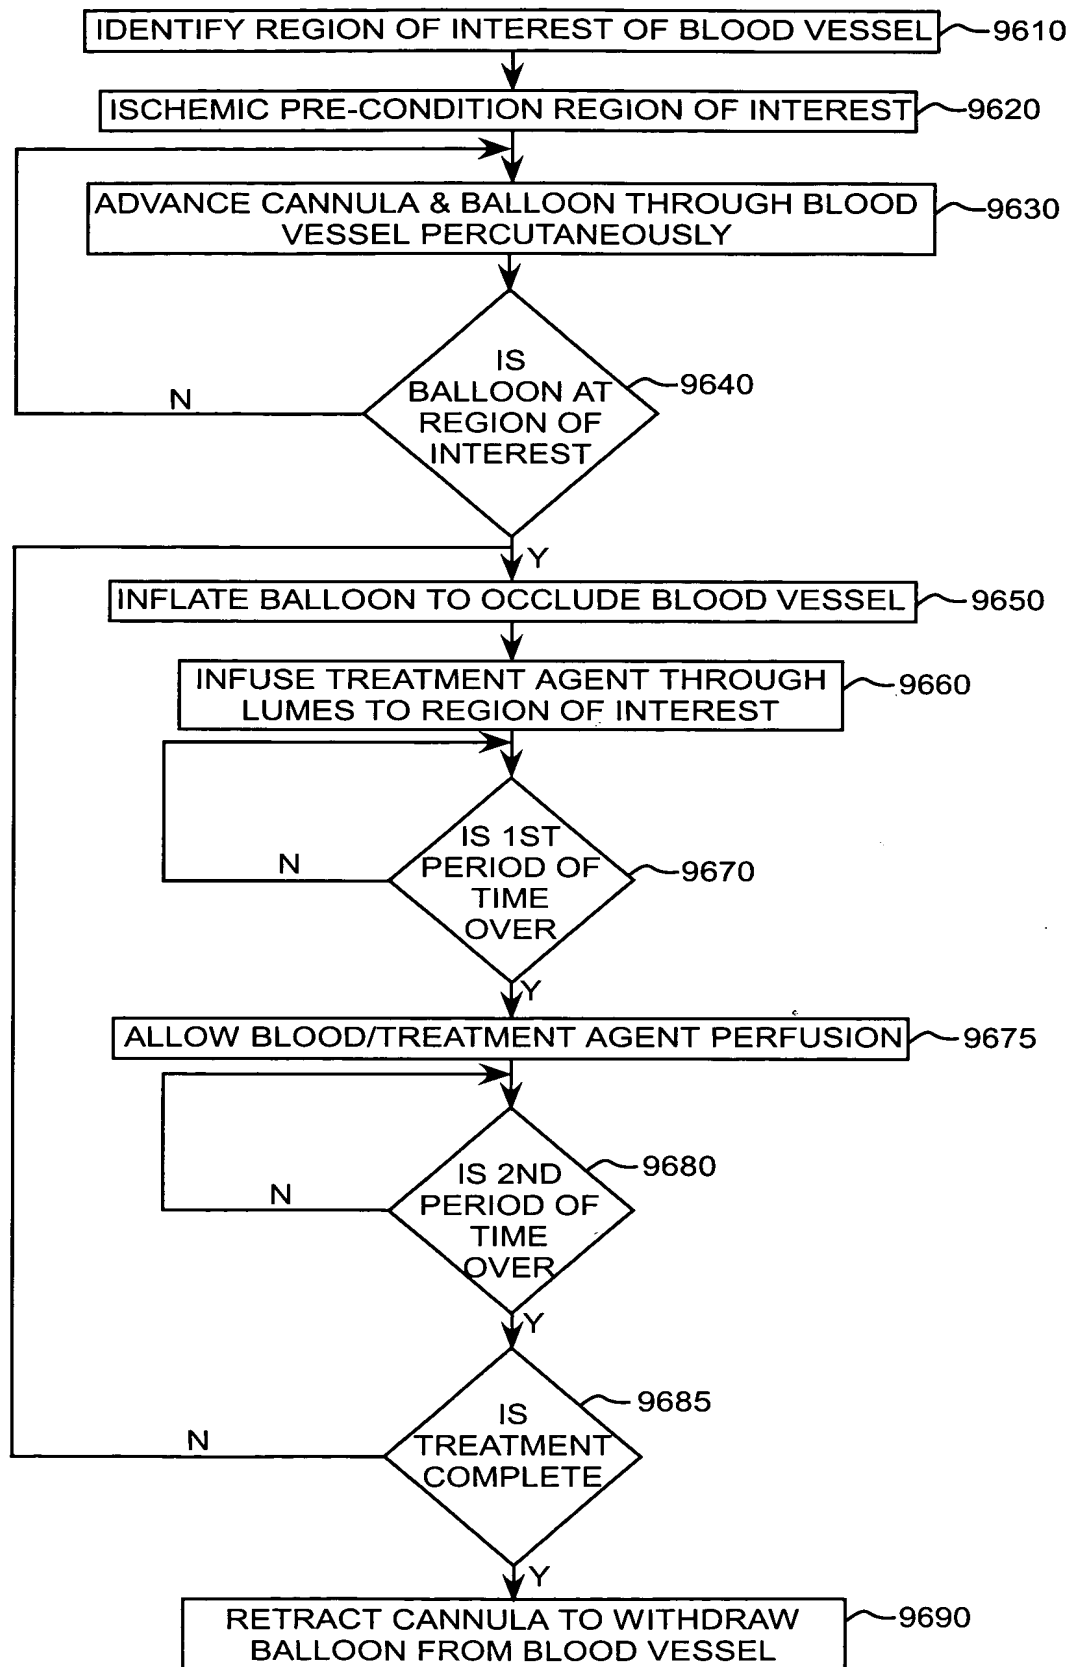 IDENTIFY REGION OF INTEREST OF BLOOD VESSEL
9610
ISCHEMIC PRE-CONDITION REGION OF INTEREST
9620
ADVANCE CANNULA & BALLOON THROUGH BLOOD
VESSEL PERCUTANEOUSLY
9630
IS
BALLOON AT
REGION OF
INTEREST
9640
N
Y
INFLATE BALLOON TO OCCLUDE BLOOD VESSEL
9650
INFUSE TREATMENT AGENT THROUGH
LUMES TO REGION OF INTEREST
9660
IS 1ST
PERIOD OF
TIME
OVER
9670
N
Y
ALLOW BLOOD/TREATMENT AGENT PERFUSION
9675
IS 2ND
PERIOD OF
TIME
OVER
9680
N
Y
IS
TREATMENT
COMPLETE
9685
N
Y
RETRACT CANNULA TO WITHDRAW
BALLOON FROM BLOOD VESSEL
9690